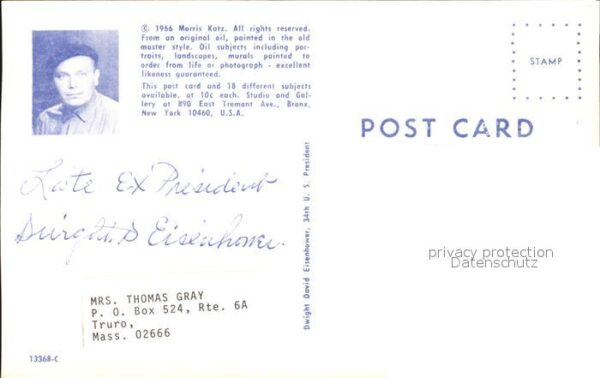 © 1966 Morris Katz. All rights reserved.
From an original oil, painted in the old
master style. Oil subjects including por-
traits, landscapes, murals painted to
order from life or photograph - excellent
likeness guaranteed.
This post card and 18 different subjects
available, at 10c each. Studio and Gal-
lery at 890 East Tremont Ave., Bronx,
New York 10460, U.S.A.
STAMP
POST CARD
Late Ex President
Dwight D Eisenhower.
Dwight David Eisenhower, 34th U. S. President
privacy protection
Datenschutz
MRS. THOMAS GRAY
P. O. Box 524, Rte. 6A
Truro,
Mass. 02666
13368-C